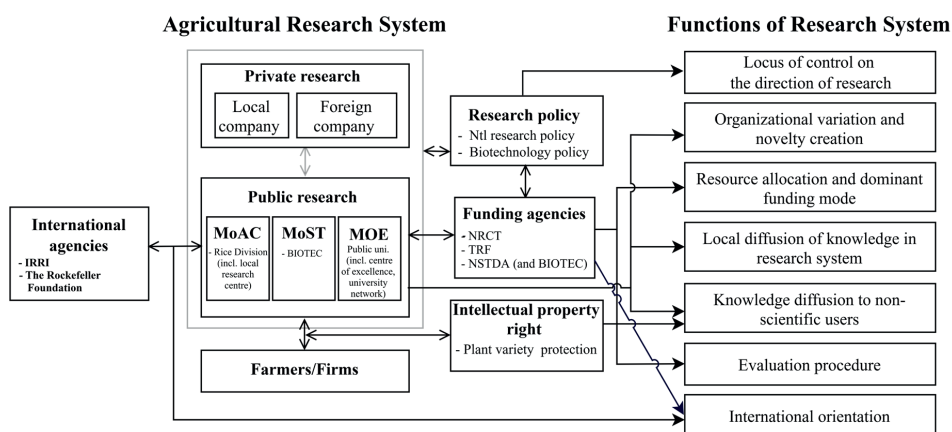 Agricultural Research System
Functions of Research System
Private research
Local
company
Foreign
company
Public research
MoAC
- Rice Division
(incl. local
research
centre)
MoST
- BIOTEC
MOE
Public uni.
(incl. centre
of excellence,
university
network)
Farmers/Firms
International
agencies
- IRRI
- The Rockefeller
Foundation
Research policy
- Ntl research policy
- Biotechnology policy
Funding agencies
- NRCT
- TRF
- NSTDA (and BIOTEC)
Intellectual property
right
- Plant variety protection
Locus of control on
the direction of research
Organizational variation and
novelty creation
Resource allocation and dominant
funding mode
Local diffusion of knowledge in
research system
Knowledge diffusion to non-
scientific users
Evaluation procedure
International orientation